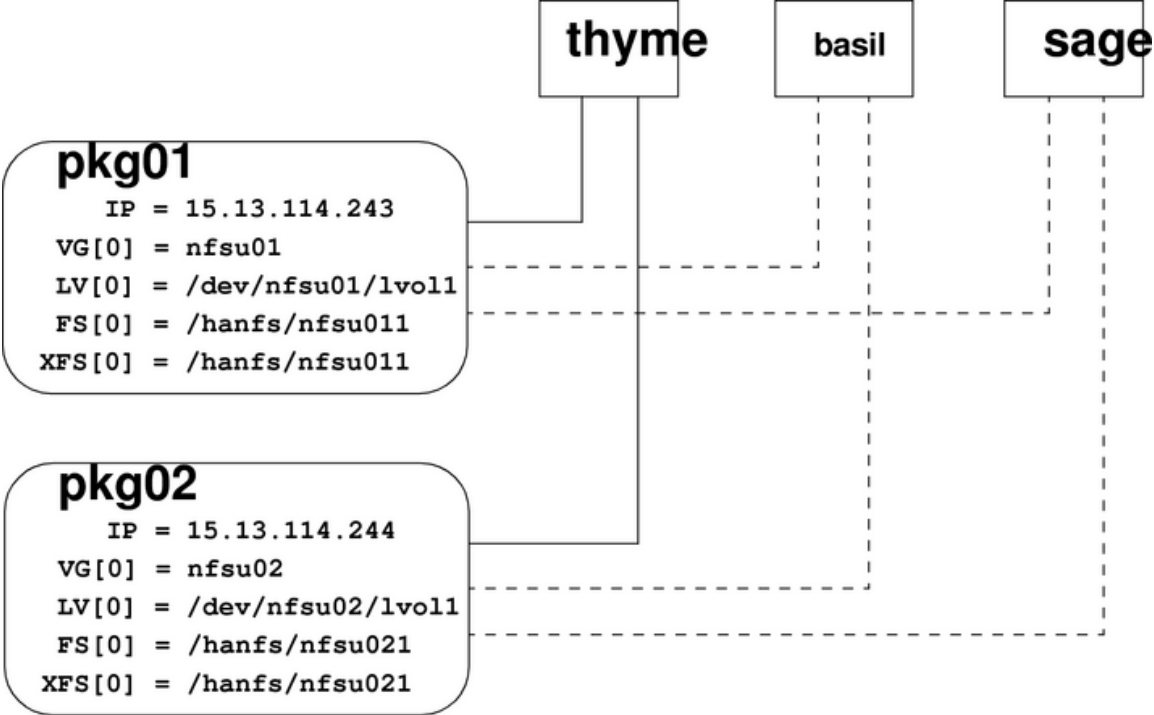 thyme basil sage
pkg01
IP = 15.13.114.243
VG[0] = nfsu01
LV[0] = /dev/nfsu01/lvol1
FS[0] = /hanfs/nfsu011
XFS[0] = /hanfs/nfsu011
pkg02
IP = 15.13.114.244
VG[0] = nfsu02
LV[0] = /dev/nfsu02/lvol1
FS[0] = /hanfs/nfsu021
XFS[0] = /hanfs/nfsu021